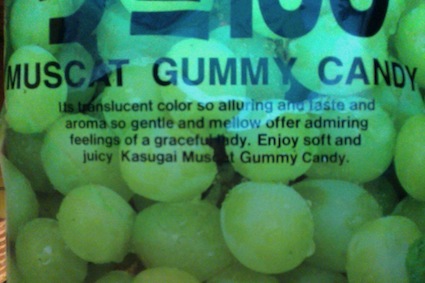 MUSCAT GUMMY CANDY
Its translucent color so alluring and taste and
aroma so gentle and mellow offer admiring
feelings of a graceful lady. Enjoy soft and
juicy Kasugai Muscat Gummy Candy.